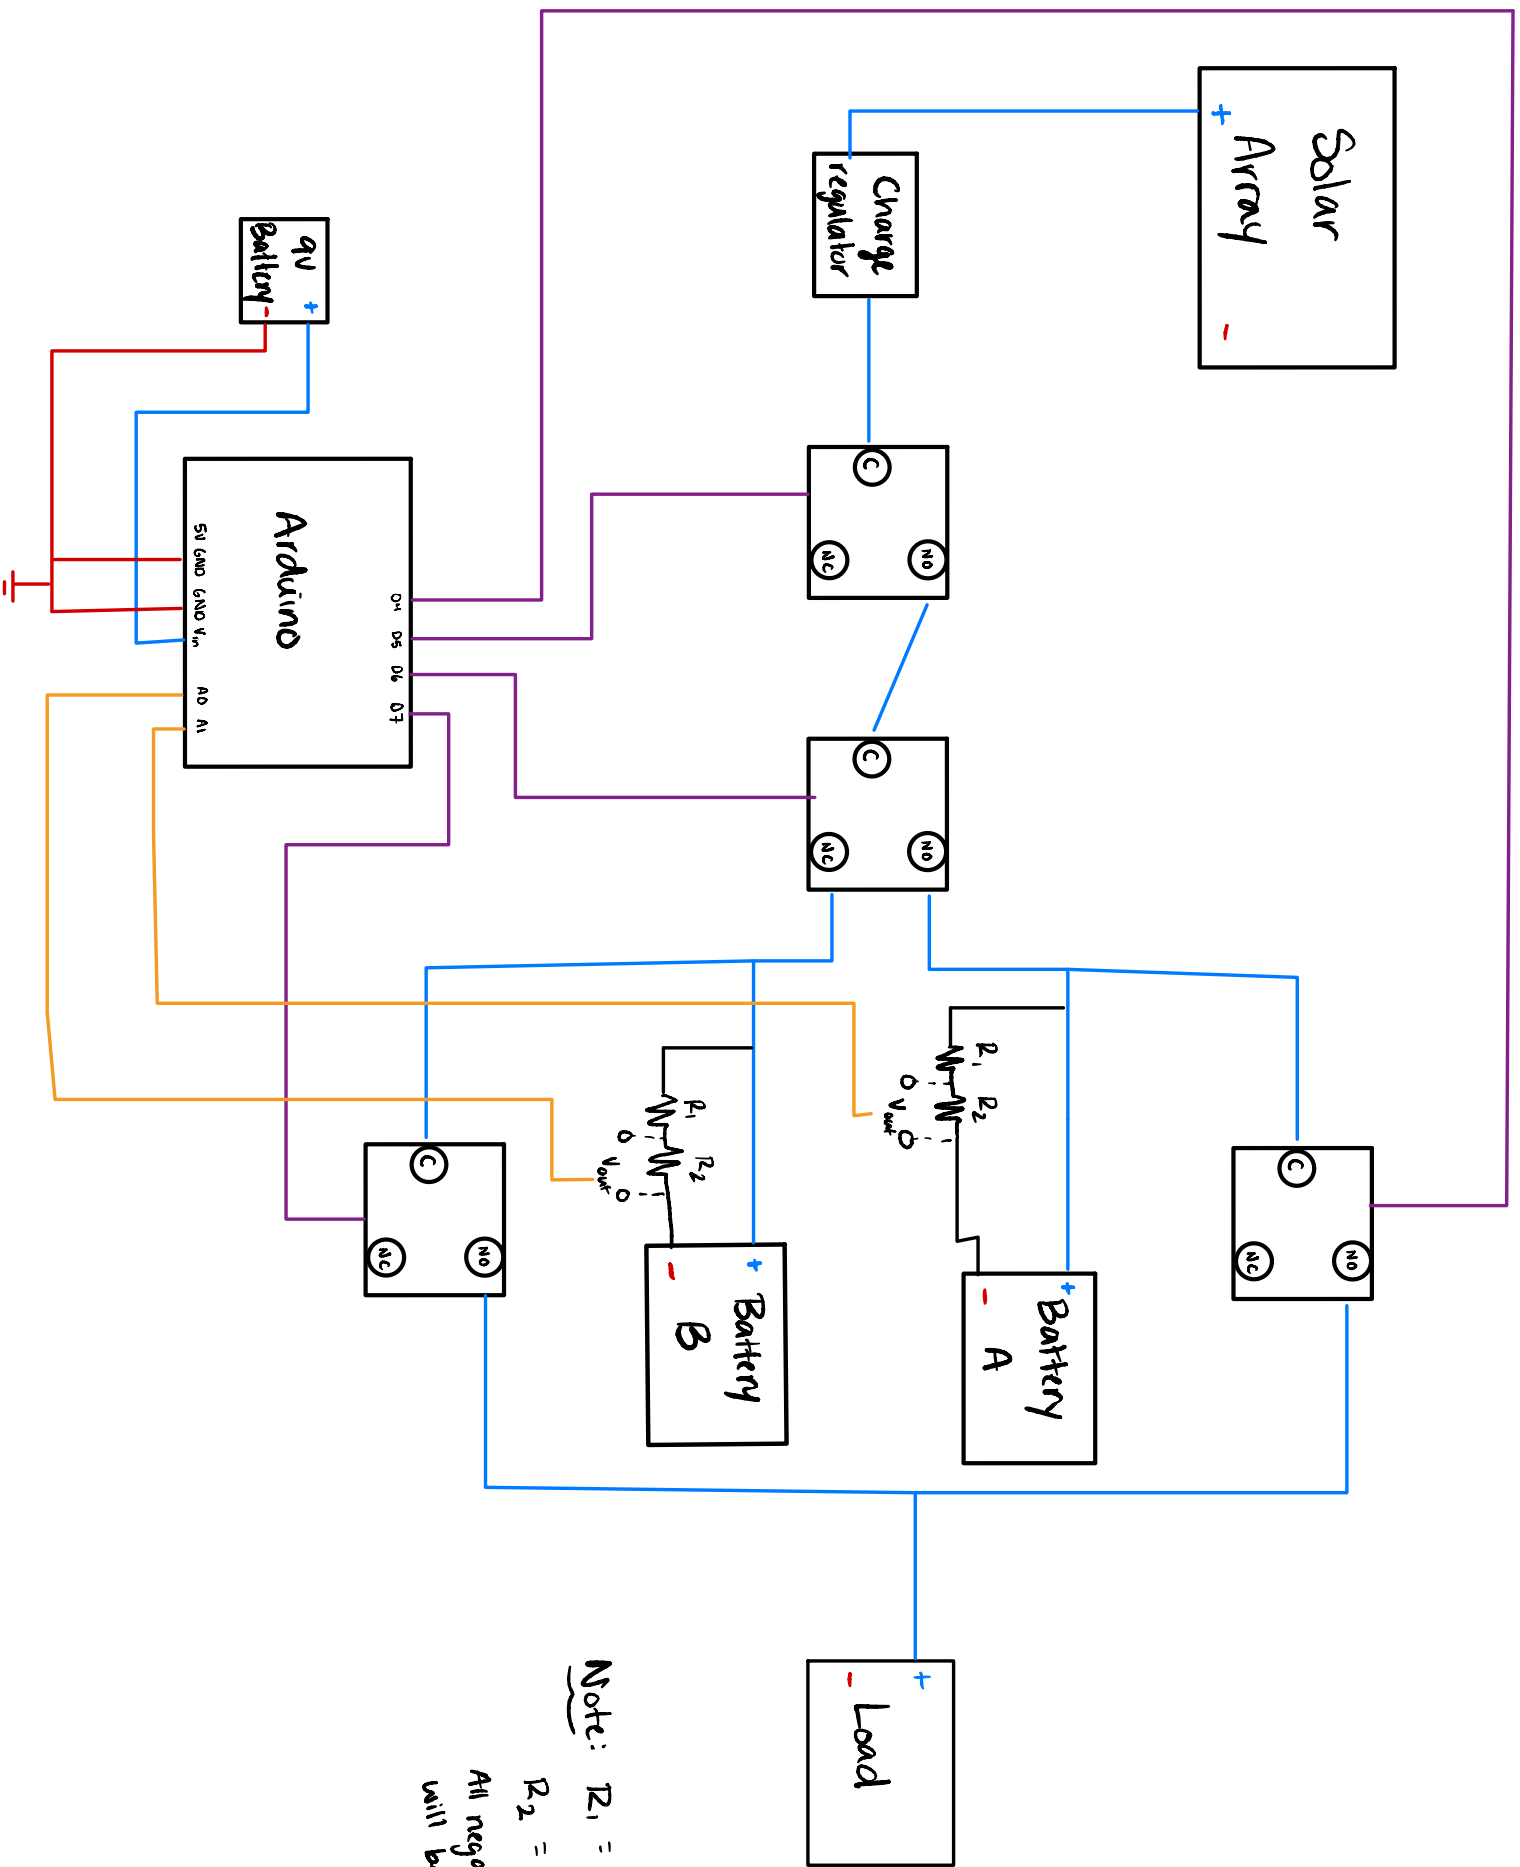 Solar
Array
+
-
Charge
regulator
9V
Battery
+
-
Arduino
5V GND GND Vin A0 A1
D4 D5 D6 D7
C
NO
NC
C
NO
NC
C
NO
NC
C
NO
NC
R1
R2
Vout
R1
R2
Vout
+
-
Battery
A
+
-
Battery
B
+
-
Load
Note: R1 =
R2 =
All nega
will b